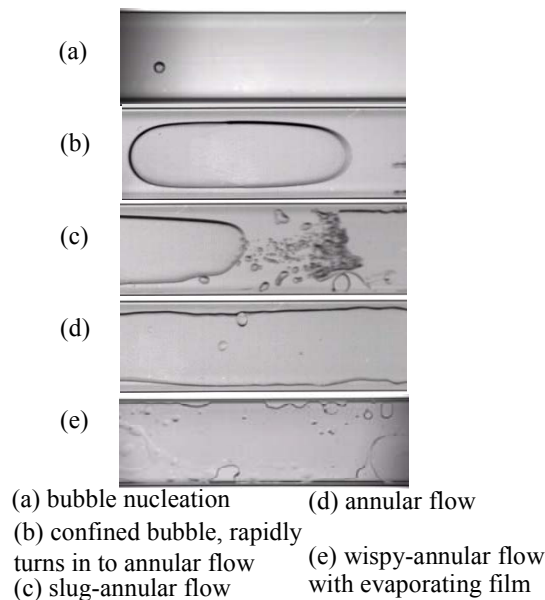 (a)
(b)
(c)
(d)
(e)
(a) bubble nucleation
(b) confined bubble, rapidly
turns in to annular flow
(c) slug-annular flow
(d) annular flow
(e) wispy-annular flow
with evaporating film